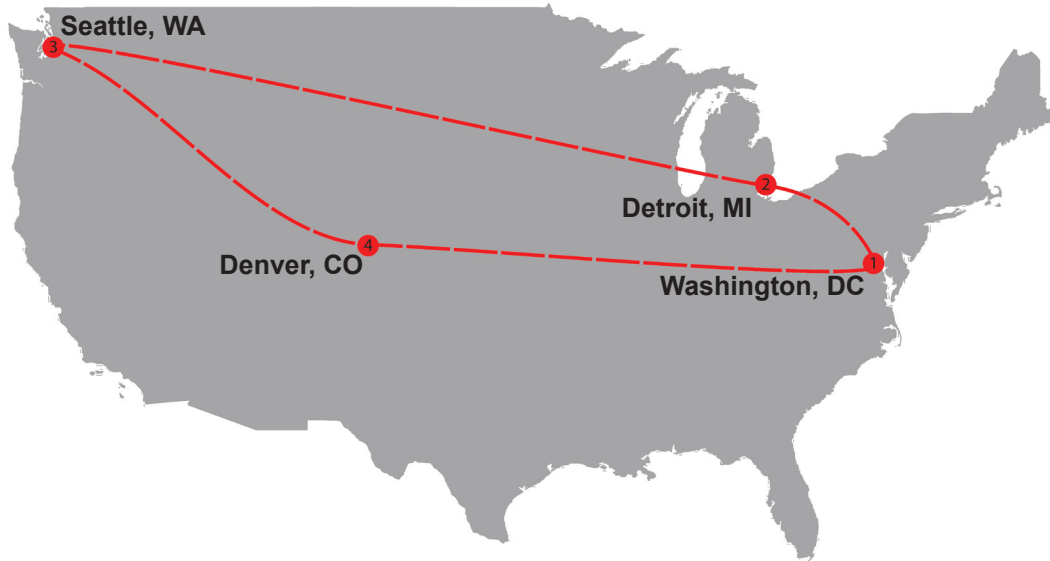 Seattle, WA
3
2
Detroit, MI
4
Denver, CO
1
Washington, DC